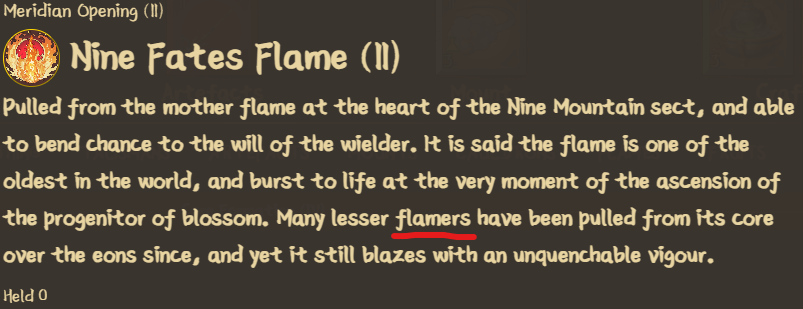 Meridian Opening (II)
Nine Fates Flame (II)
Pulled from the mother flame at the heart of the Nine Mountain sect, and able
to bend chance to the will of the wielder. It is said the flame is one of the
oldest in the world, and burst to life at the very moment of the ascension of
the progenitor of blossom. Many lesser flamers have been pulled from its core
over the eons since, and yet it still blazes with an unquenchable vigour.
Held 0